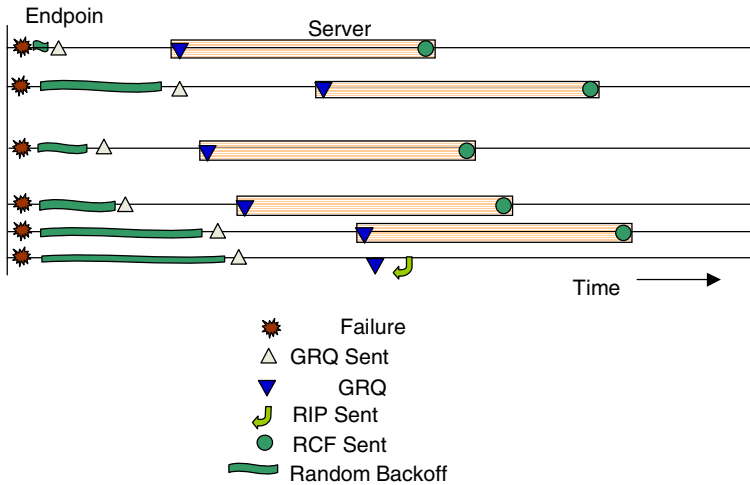 Endpoin
Server
Time
Failure
GRQ Sent
GRQ
RIP Sent
RCF Sent
Random Backoff